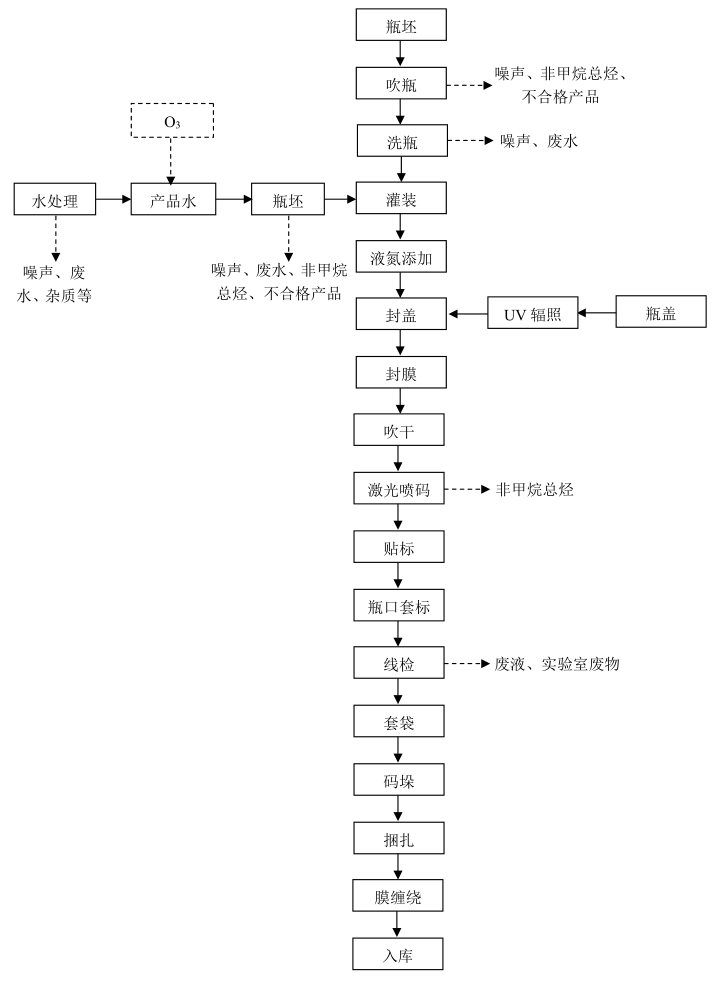 瓶坯
吹瓶
噪声、非甲烷总烃、
不合格产品
O₃
洗瓶
噪声、废水
水处理
产品水
瓶坯
灌装
噪声、废
水、杂质等
噪声、废水、非甲烷
总烃、不合格产品
液氮添加
封盖
UV 辐照
瓶盖
封膜
吹干
激光喷码
非甲烷总烃
贴标
瓶口套标
线检
废液、实验室废物
套袋
码垛
捆扎
膜缠绕
入库